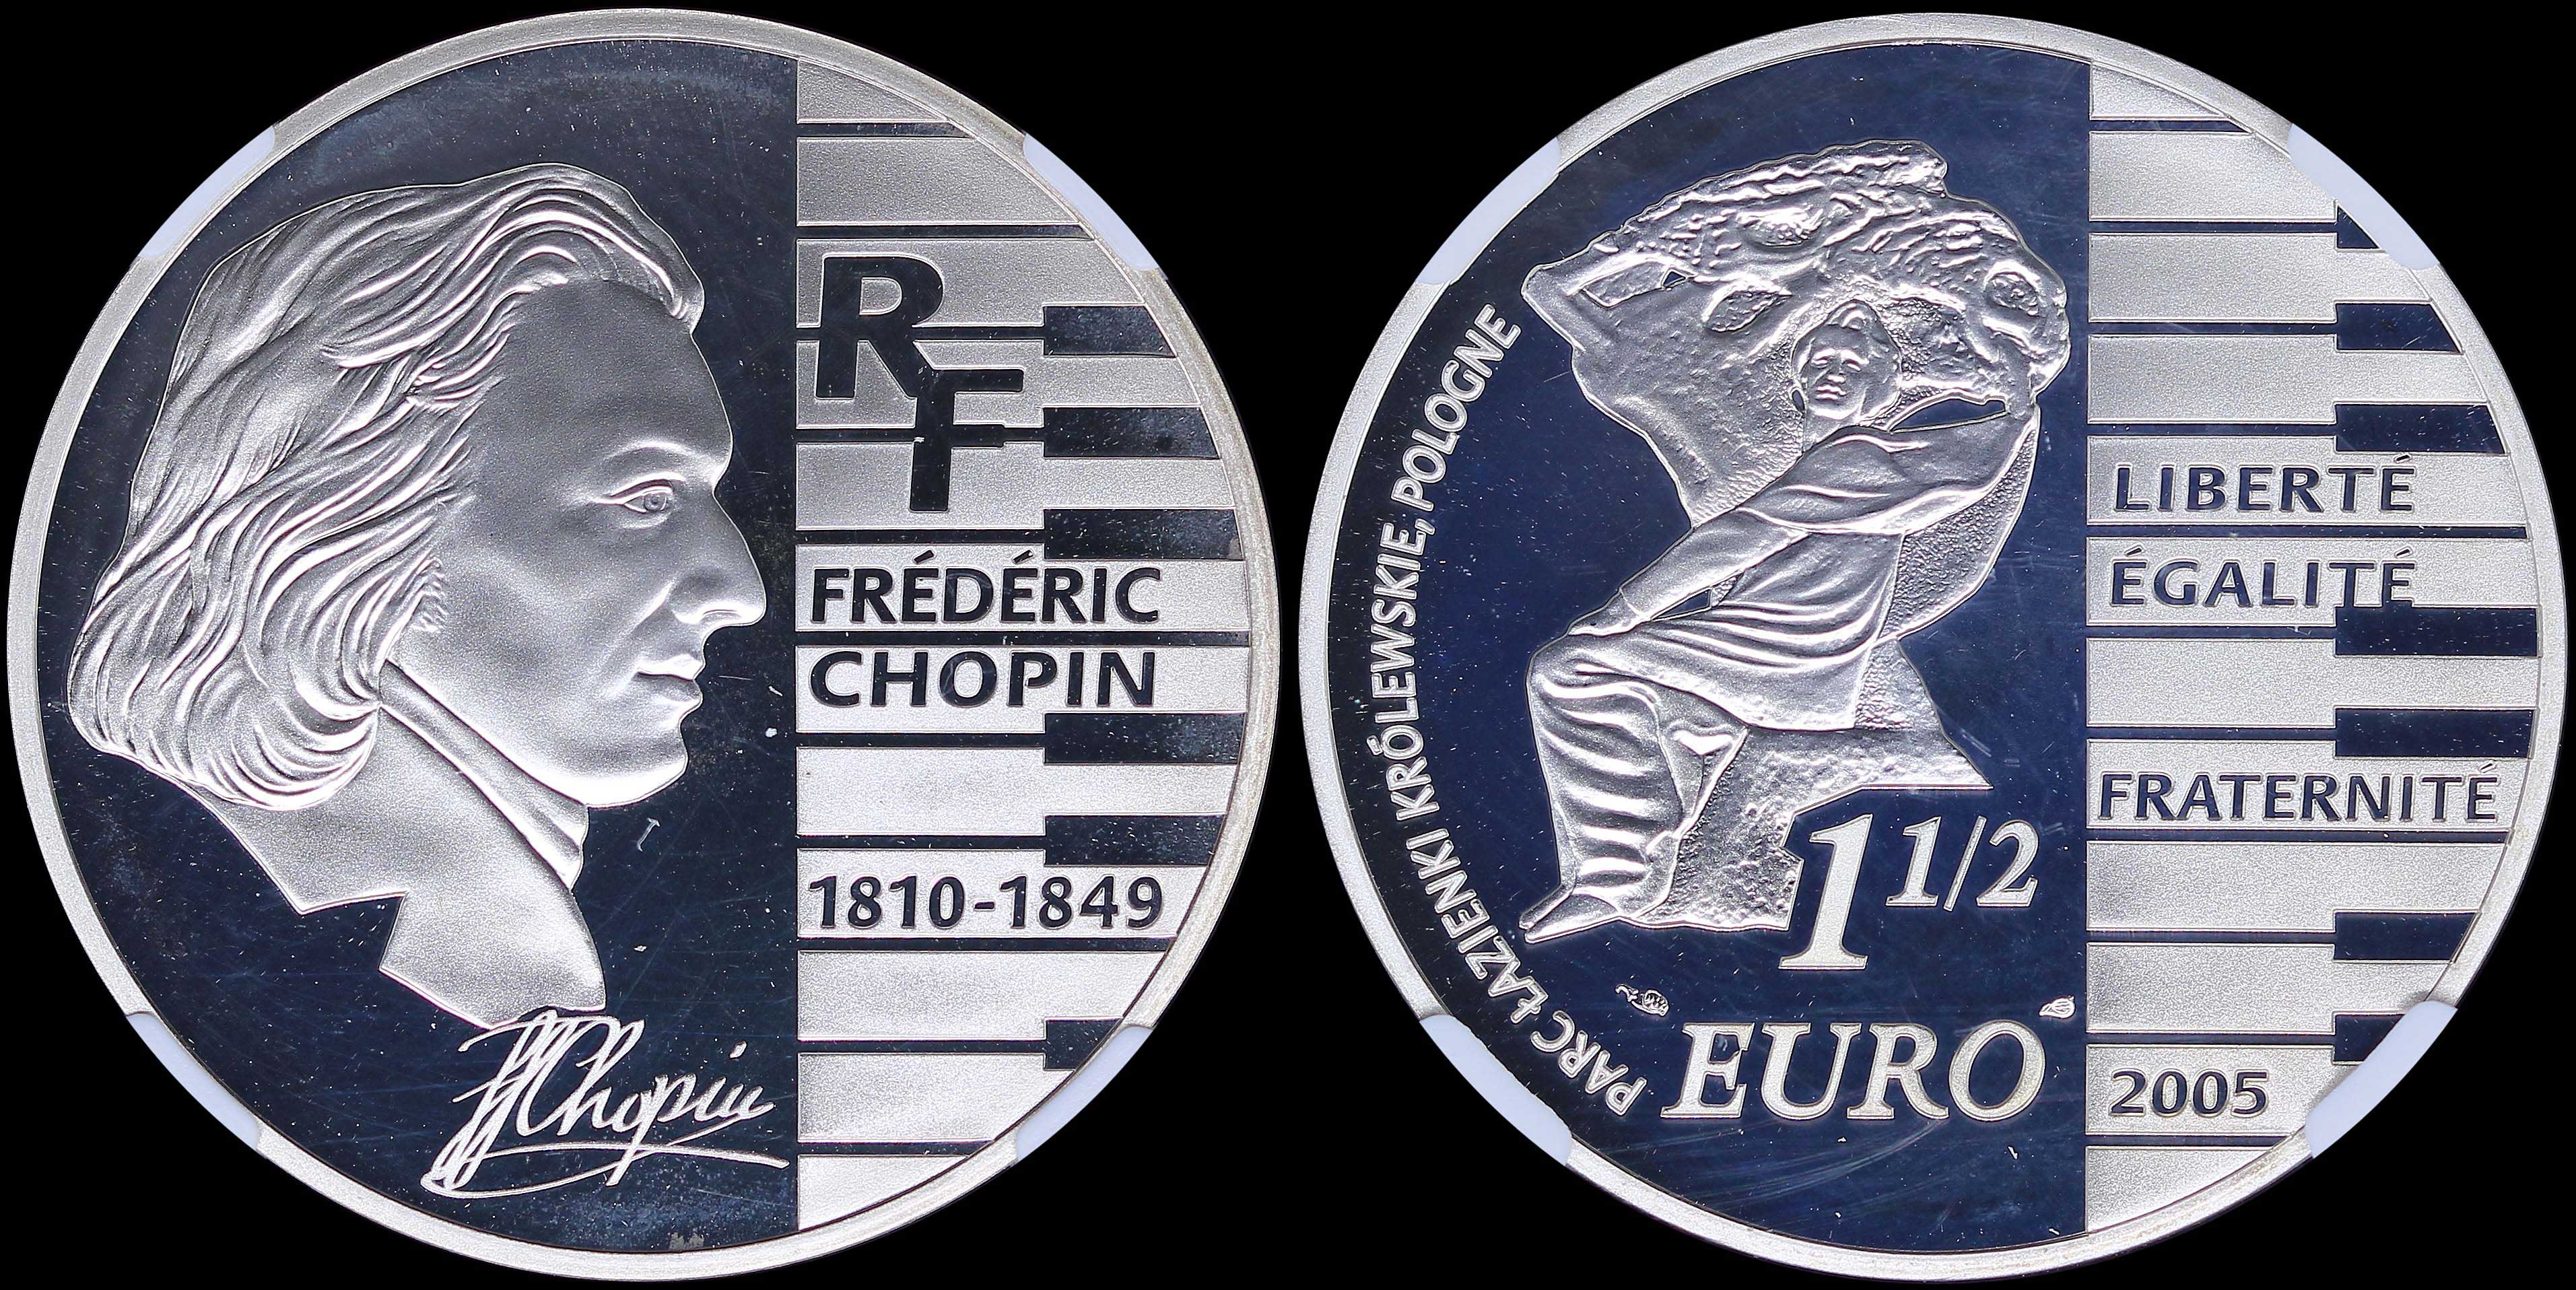 RF
FRÉDÉRIC
CHOPIN
1810-1849
FChopin
PARC ŁAZIENKI KRÓLEWSKIE, POLOGNE
1 1/2
EURO
LIBERTÉ
ÉGALITÉ
FRATERNITÉ
2005